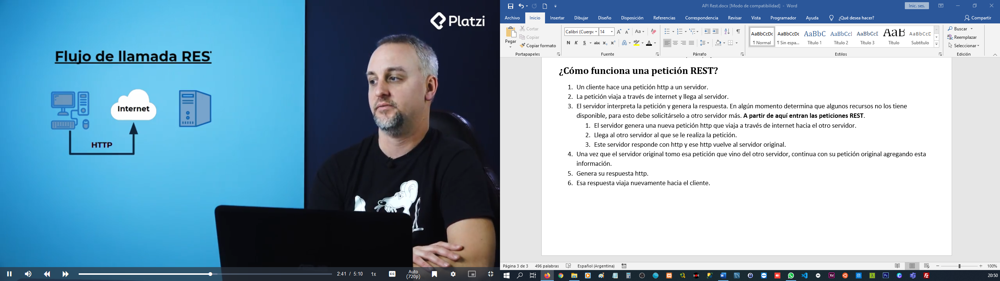 Platzi
Flujo de llamada RES
Internet
HTTP
2:41 / 5:10
1x
CC
Auto
(720p)
API Rest.docx [Modo de compatibilidad] - Word
Inic. ses.
Archivo
Inicio
Insertar
Dibujar
Diseño
Disposición
Referencias
Correspondencia
Revisar
Vista
Programador
Ayuda
¿Qué desea hacer?
Compartir
Pegar
Cortar
Copiar
Copiar formato
Portapapeles
Calibri (Cuerpo
14
Aa
N K S abc x₂ x²
Fuente
Párrafo
AaBbCcDc
¶ Normal
AaBbCcDc
¶ Sin espa...
AaBbC
Título 1
AaBbCcI
Título 2
AaBbCcI
Título 3
AaB
Título
AaBbCcD
Subtítulo
Estilos
Buscar
Reemplazar
Seleccionar
Edición
¿Cómo funciona una petición REST?
1. Un cliente hace una petición http a un servidor.
2. La petición viaja a través de internet y llega al servidor.
3. El servidor interpreta la petición y genera la respuesta. En algún momento determina que algunos recursos no los tiene
disponible, para esto debe solicitárselo a otro servidor más. A partir de aquí entran las peticiones REST.
1. El servidor genera una nueva petición http que viaja a través de internet hacia el otro servidor.
2. Llega al otro servidor al que se le realiza la petición.
3. Este servidor responde con http y ese http vuelve al servidor original.
4. Una vez que el servidor original tomo esa petición que vino del otro servidor, continua con su petición original agregando esta
información.
5. Genera su respuesta http.
6. Esa respuesta viaja nuevamente hacia el cliente.
Página 3 de 3
496 palabras
Español (Argentina)
100%
20:50